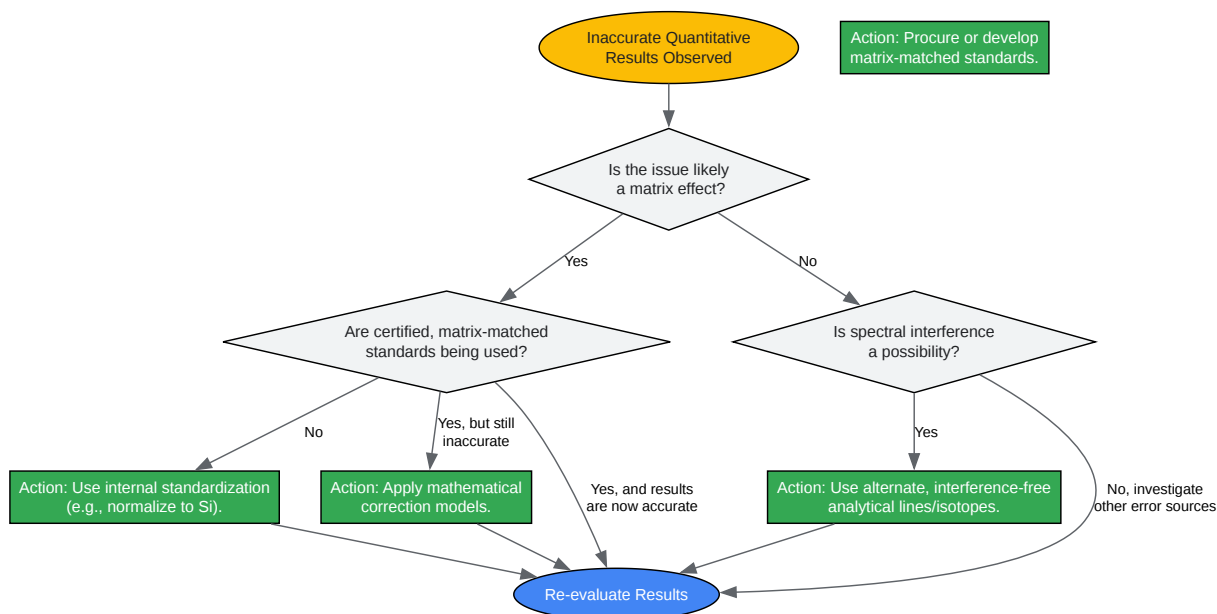 Inaccurate Quantitative
Results Observed
Action: Procure or develop
matrix-matched standards.
Is the issue likely
a matrix effect?
Yes
No
Are certified, matrix-matched
standards being used?
Is spectral interference
a possibility?
No
Yes, but still
inaccurate
Yes, and results
are now accurate
Yes
No, investigate
other error sources
Action: Use internal standardization
(e.g., normalize to Si).
Action: Apply mathematical
correction models.
Action: Use alternate, interference-free
analytical lines/isotopes.
Re-evaluate Results